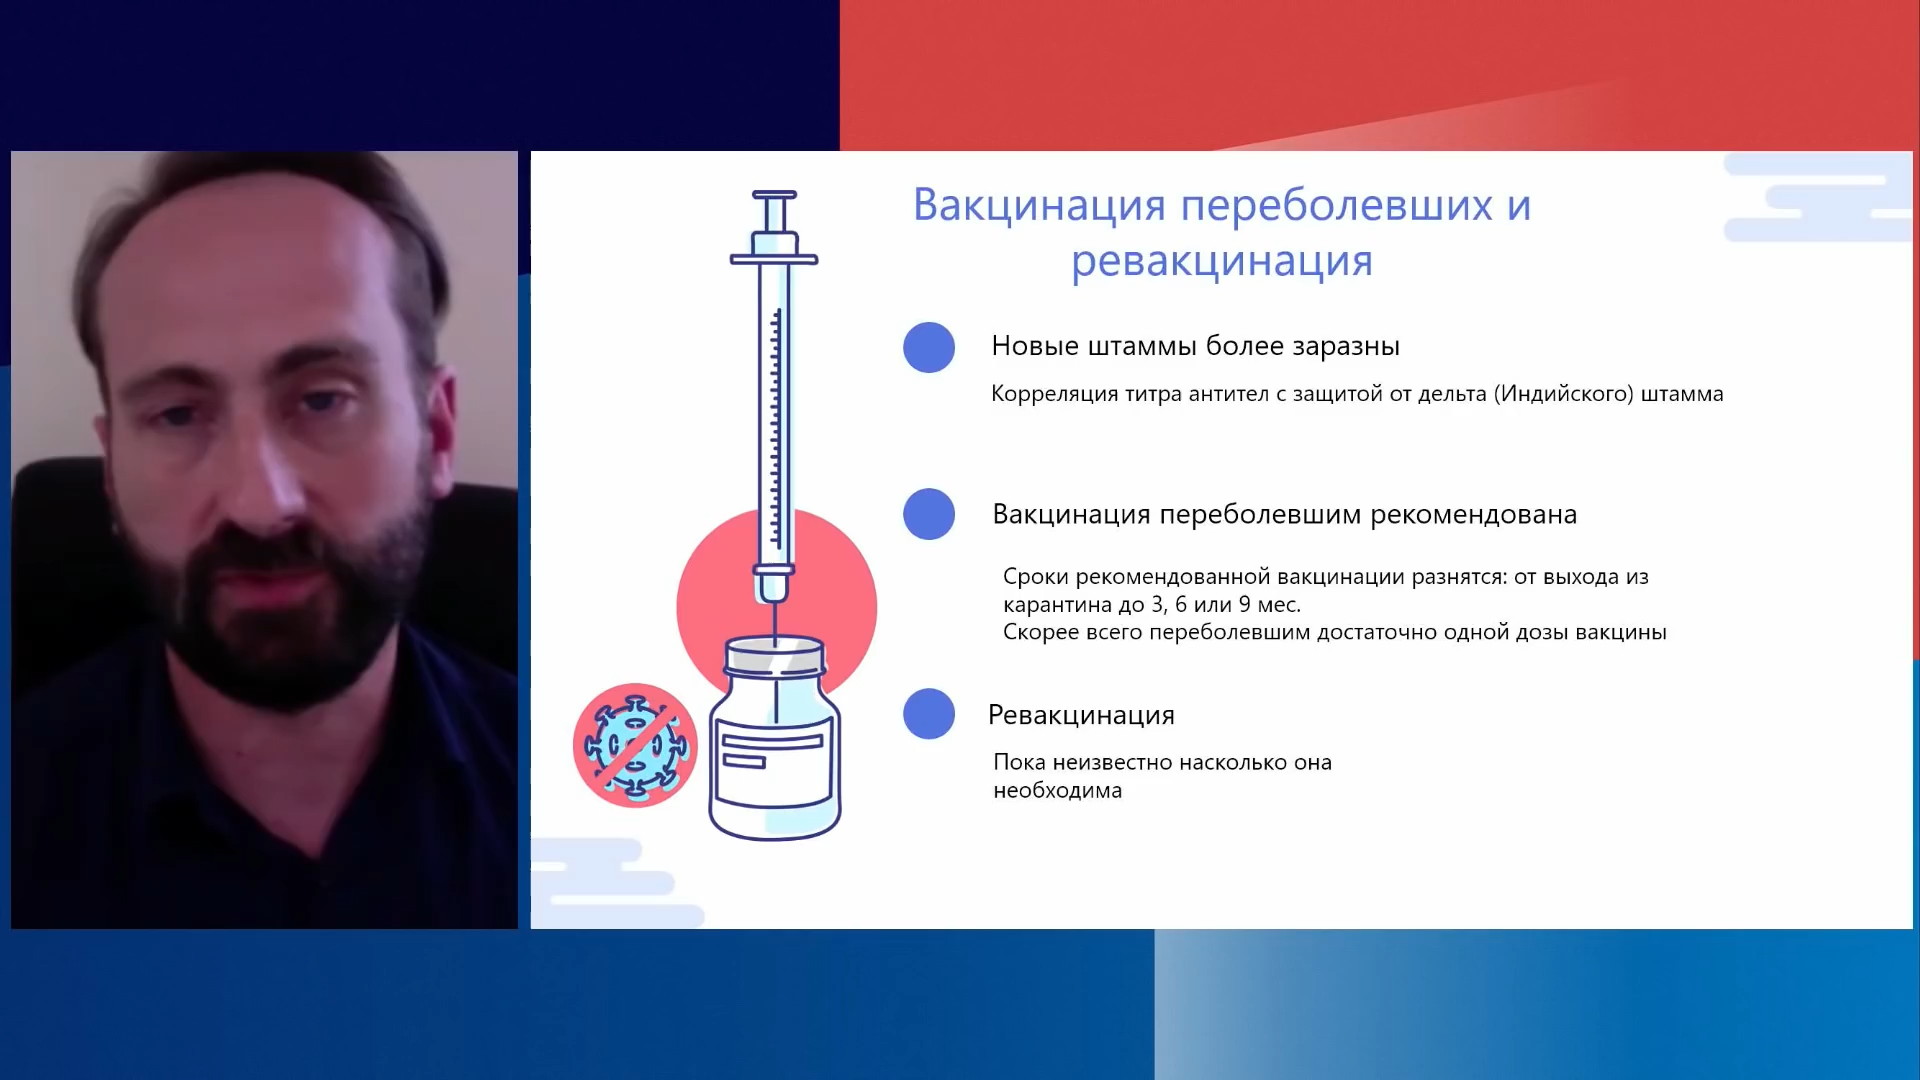 Вакцинация переболевших и
ревакцинация
Новые штаммы более заразны
Корреляция титра антител с защитой от дельта (Индийского) штамма
Вакцинация переболевшим рекомендована
Сроки рекомендованной вакцинации разнятся: от выхода из
карантина до 3, 6 или 9 мес.
Скорее всего переболевшим достаточно одной дозы вакцины
Ревакцинация
Пока неизвестно насколько она
необходима